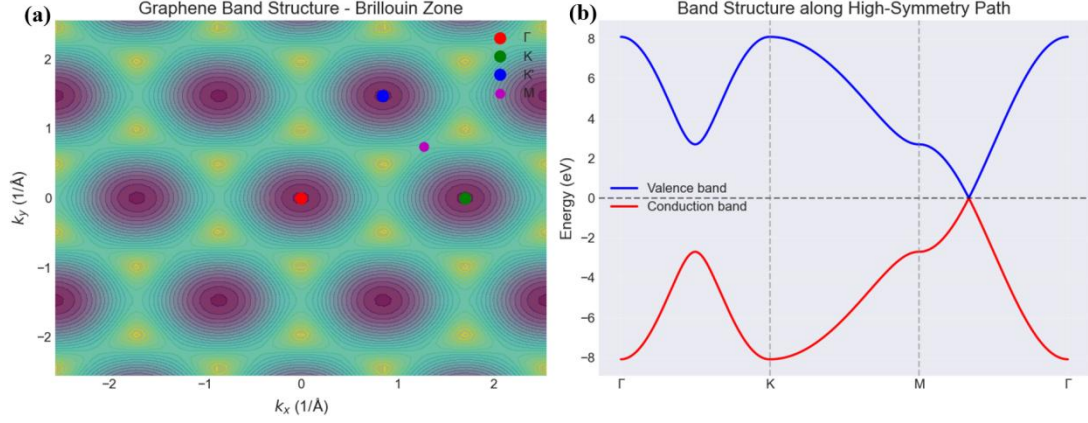 (a)
Graphene Band Structure - Brillouin Zone
Γ
K
K'
M
2
1
0
−1
−2
k_y (1/Å)
−2
−1
0
1
2
k_x (1/Å)
(b)
Band Structure along High-Symmetry Path
8
6
4
2
0
−2
−4
−6
−8
Energy (eV)
Valence band
Conduction band
Γ
K
M
Γ